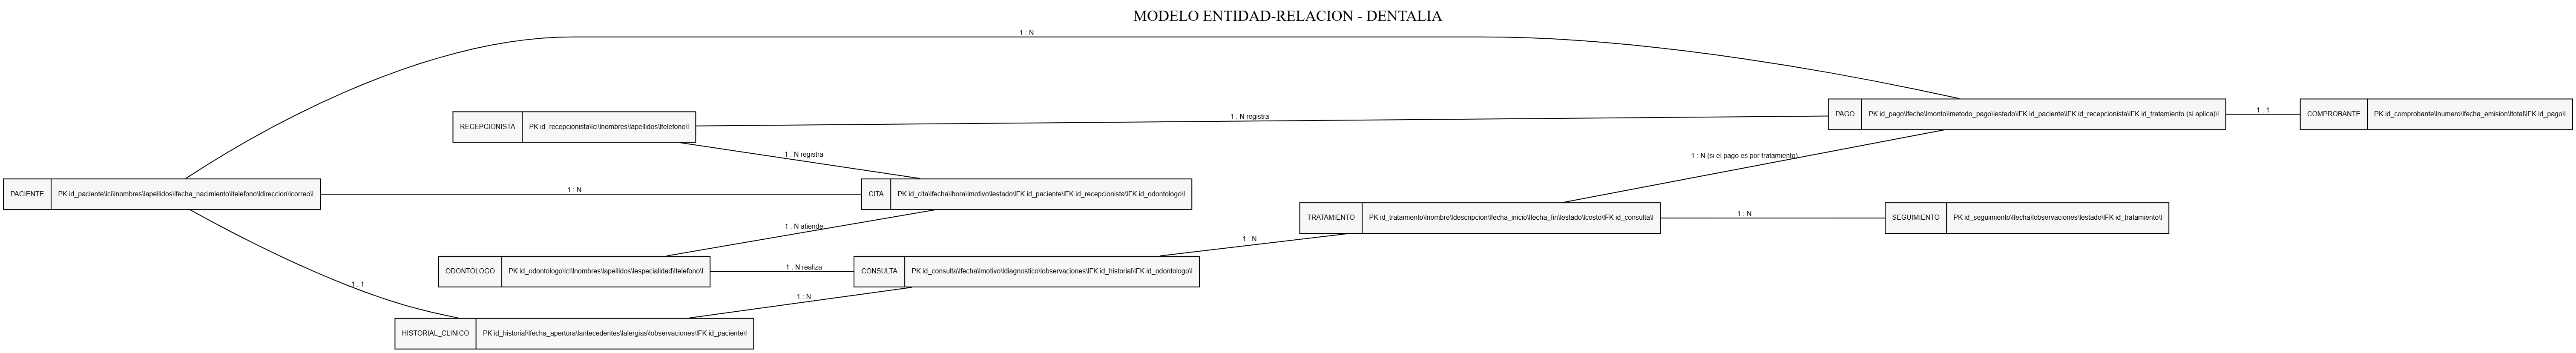 MODELO ENTIDAD-RELACION - DENTALIA
1 : N
RECEPCIONISTA
PK id_recepcionista\lci\lnombres\lapellidos\ltelefono\l
1 : N registra
PAGO
PK id_pago\lfecha\lmonto\lmetodo_pago\lestado\lFK id_paciente\lFK id_recepcionista\lFK id_tratamiento (si aplica)\l
1 : 1
COMPROBANTE
PK id_comprobante\lnumero\lfecha_emision\ltotal\lFK id_pago\l
1 : N registra
1 : N (si el pago es por tratamiento)
PACIENTE
PK id_paciente\lci\lnombres\lapellidos\lfecha_nacimiento\ltelefono\ldireccion\lcorreo\l
1 : N
CITA
PK id_cita\lfecha\lhora\lmotivo\lestado\lFK id_paciente\lFK id_recepcionista\lFK id_odontologo\l
TRATAMIENTO
PK id_tratamiento\lnombre\ldescripcion\lfecha_inicio\lfecha_fin\lestado\lcosto\lFK id_consulta\l
1 : N
SEGUIMIENTO
PK id_seguimiento\lfecha\lobservaciones\lestado\lFK id_tratamiento\l
1 : N atiende
1 : N
ODONTOLOGO
PK id_odontologo\lci\lnombres\lapellidos\lespecialidad\ltelefono\l
1 : N realiza
CONSULTA
PK id_consulta\lfecha\lmotivo\ldiagnostico\lobservaciones\lFK id_historial\lFK id_odontologo\l
1 : 1
1 : N
HISTORIAL_CLINICO
PK id_historial\lfecha_apertura\lantecedentes\lalergias\lobservaciones\lFK id_paciente\l